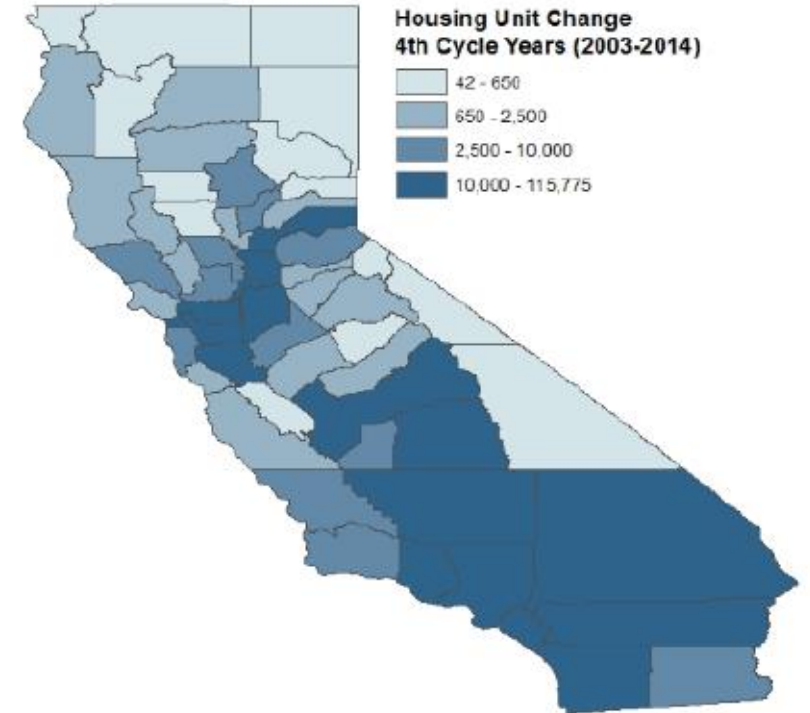 Housing Unit Change
4th Cycle Years (2003-2014)
42 - 650
650 - 2,500
2,500 - 10,000
10,000 - 115,775